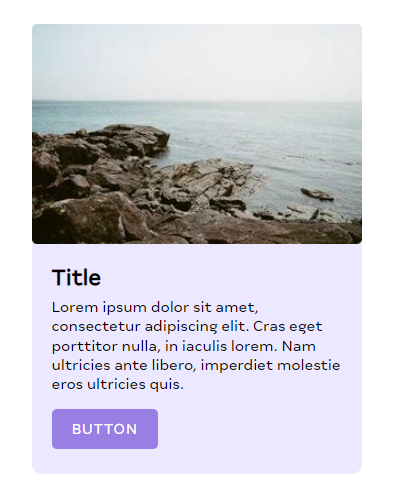 Title
Lorem ipsum dolor sit amet,
consectetur adipiscing elit. Cras eget
porttitor nulla, in iaculis lorem. Nam
ultricies ante libero, imperdiet molestie
eros ultricies quis.
BUTTON